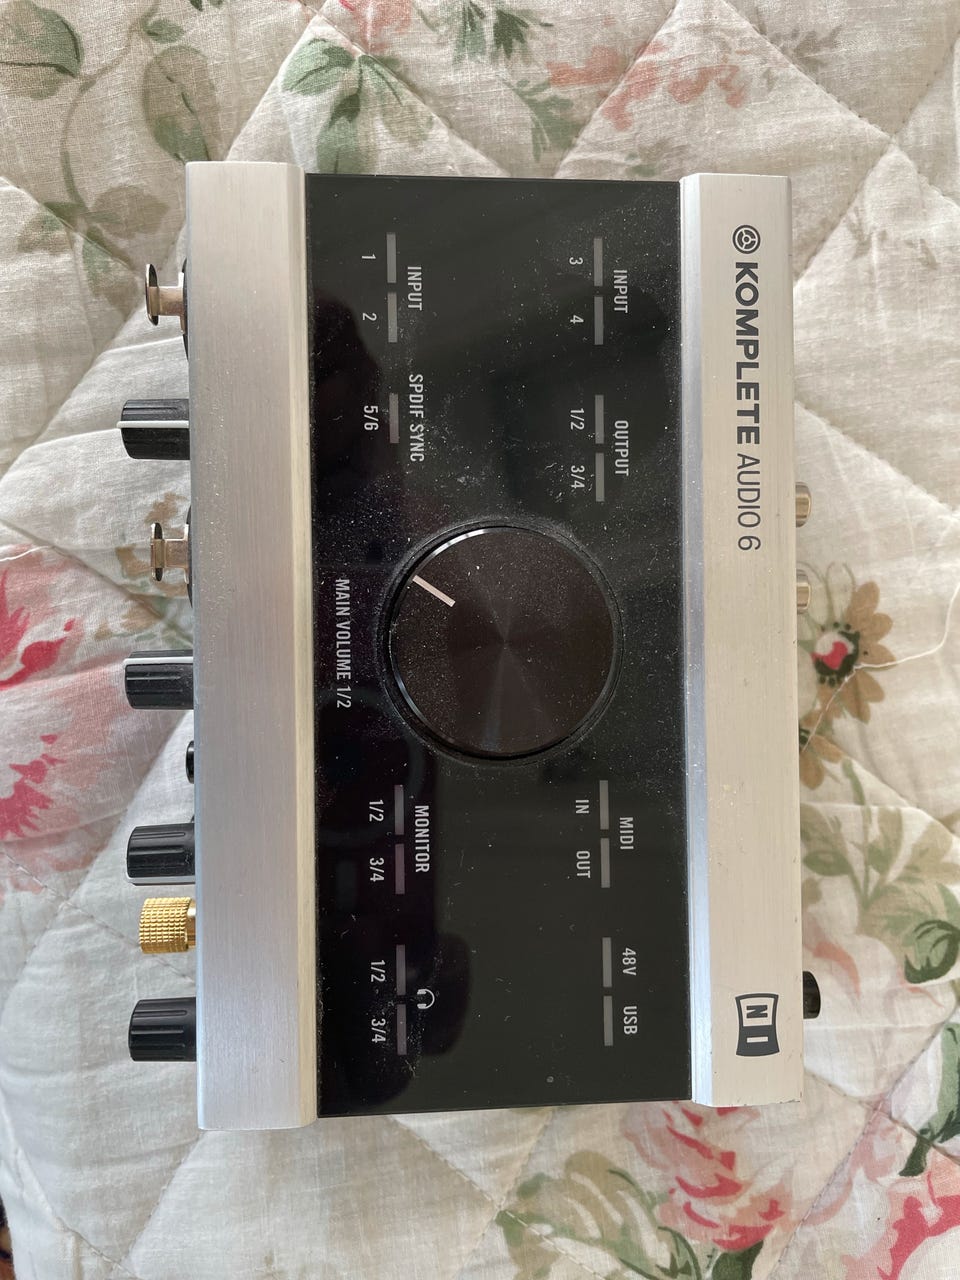 KOMPLETE AUDIO 6
NI
INPUT
3 4
OUTPUT
1/2 3/4
MIDI
IN OUT
48V USB
INPUT
1 2
SPDIF SYNC
5/6
MONITOR
1/2 3/4
1/2 3/4
MAIN VOLUME 1/2